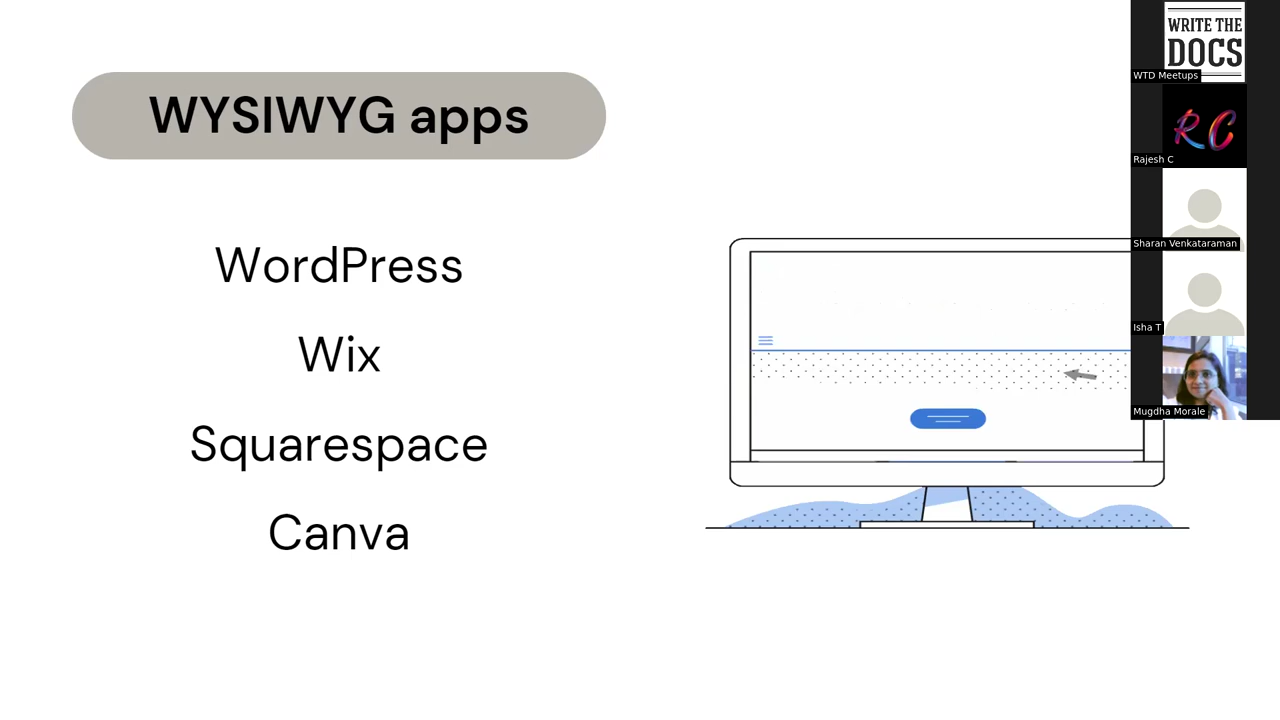 WYSIWYG apps
WordPress
Wix
Squarespace
Canva
WRITE THE
DOCS
WTD Meetups
RC
Rajesh C
Sharan Venkataraman
Isha T
Mugdha Morale